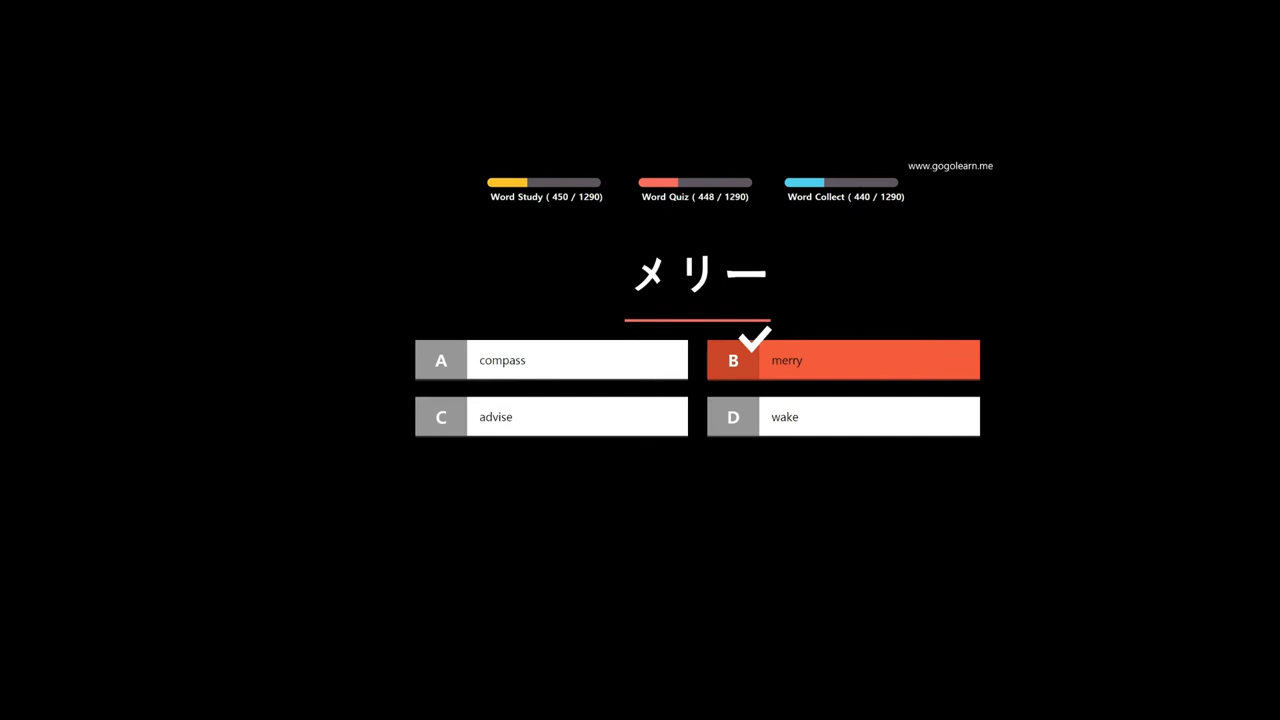 www.gogolearn.me
Word Study ( 450 / 1290)
Word Quiz ( 448 / 1290)
Word Collect ( 440 / 1290)
メリー
A compass
B merry
C advise
D wake